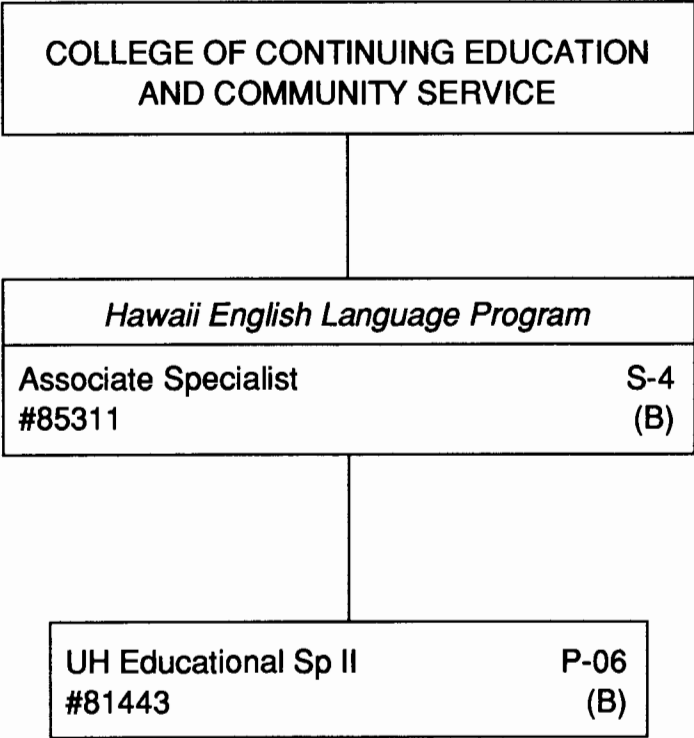 COLLEGE OF CONTINUING EDUCATION
AND COMMUNITY SERVICE
Hawaii English Language Program
Associate Specialist S-4
#85311 (B)
UH Educational Sp II P-06
#81443 (B)